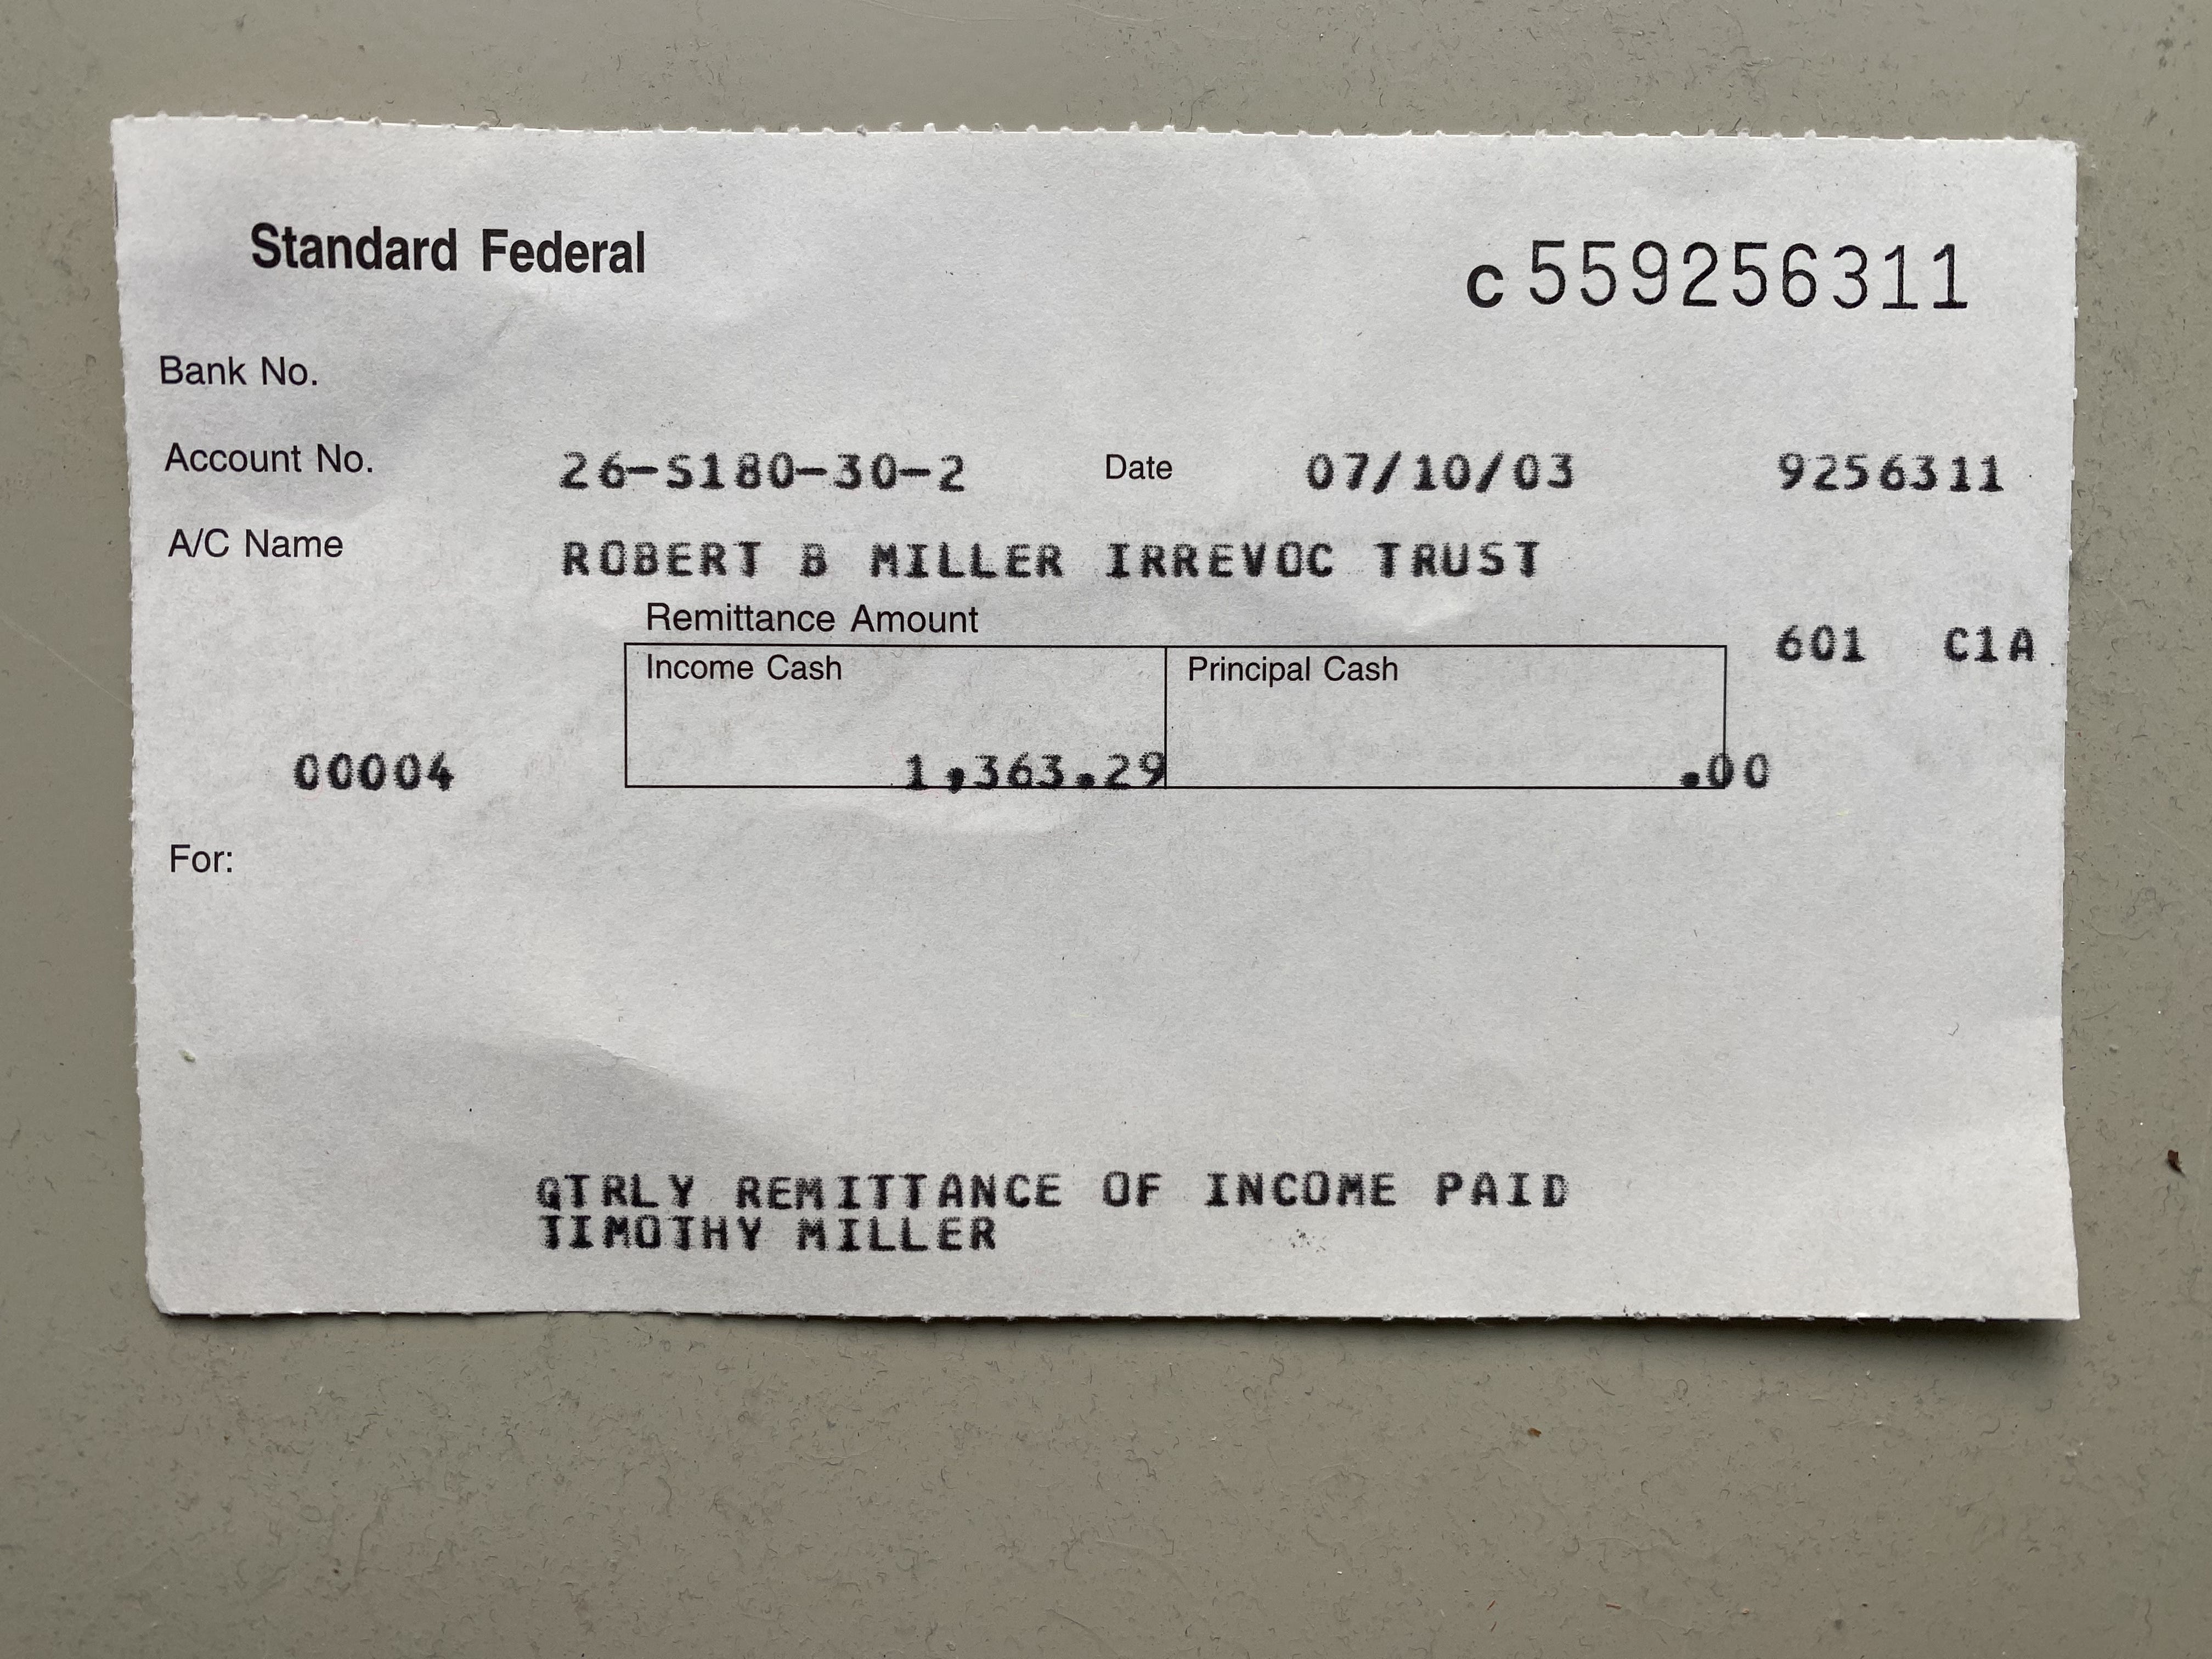 Standard Federal
C 559256311
Bank No.
Account No. 26-S180-30-2 Date 07/10/03 9256311
A/C Name ROBERT B MILLER IRREVOC TRUST
Remittance Amount
601 C1A
Income Cash Principal Cash
00004 1,363.29 .00
For:
QTRLY REMITTANCE OF INCOME PAID
TIMOTHY MILLER